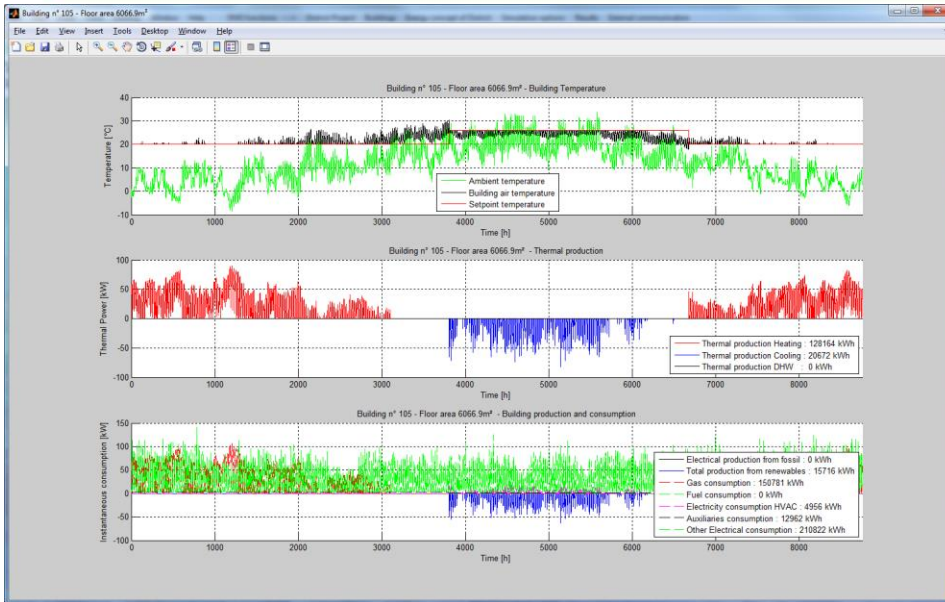 Building n° 105 - Floor area 6066.9m²
File Edit View Insert Tools Desktop Window Help
Building n° 105 - Floor area 6066.9m² - Building Temperature
Temperature [°C]
40
30
20
10
0
-10
0 1000 2000 3000 4000 5000 6000 7000 8000
Ambient temperature
Building air temperature
Setpoint temperature
Time [h]
Building n° 105 - Floor area 6066.9m² - Thermal production
Thermal Power [kW]
100
50
0
-50
-100
0 1000 2000 3000 4000 5000 6000 7000 8000
Thermal production Heating : 128164 kWh
Thermal production Cooling : 20672 kWh
Thermal production DHW : 0 kWh
Time [h]
Building n° 105 - Floor area 6066.9m² - Building production and consumption
Instantaneous consumption [kW]
150
100
50
0
-50
-100
0 1000 2000 3000 4000 5000 6000 7000 8000
Electrical production from fossil : 0 kWh
Total production from renewables : 15716 kWh
Gas consumption : 150781 kWh
Fuel consumption : 0 kWh
Electricity consumption HVAC : 4956 kWh
Auxiliaries consumption : 12962 kWh
Other Electrical consumption : 210822 kWh
Time [h]